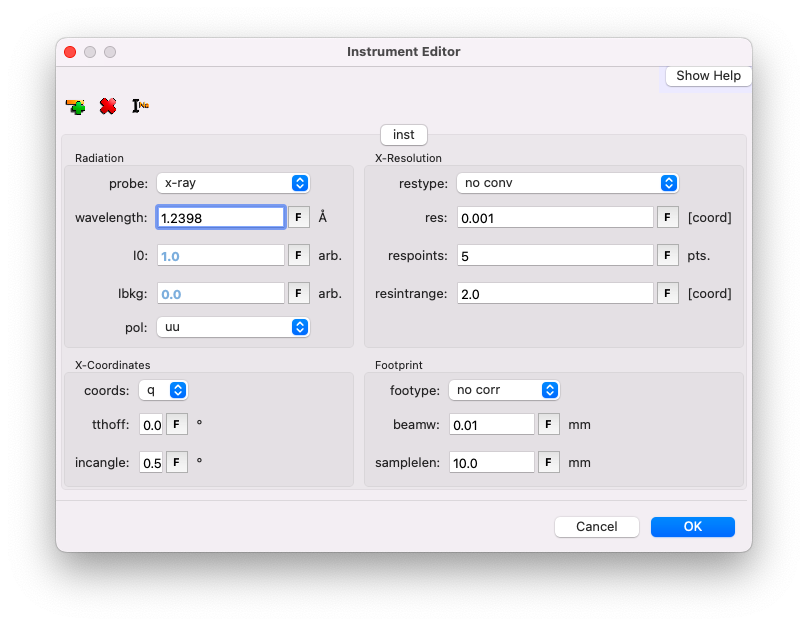 Instrument Editor
Show Help
inst
Radiation
probe: x-ray
wavelength: 1.2398 F Å
I0: 1.0 F arb.
Ibkg: 0.0 F arb.
pol: uu
X-Resolution
restype: no conv
res: 0.001 F [coord]
respoints: 5 F pts.
resintrange: 2.0 F [coord]
X-Coordinates
coords: q
tthoff: 0.0 F °
incangle: 0.5 F °
Footprint
footype: no corr
beamw: 0.01 F mm
samplelen: 10.0 F mm
Cancel OK